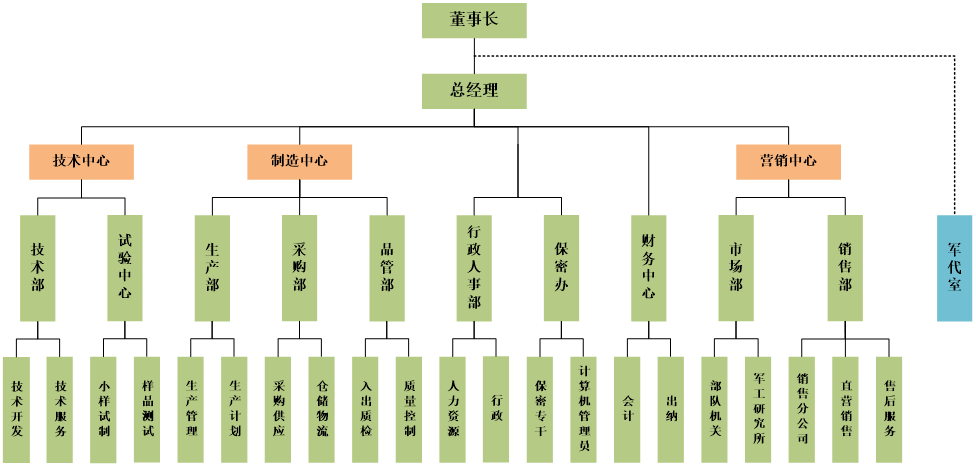 董事长
总经理
技术中心
制造中心
营销中心
技术部
试验中心
生产部
采购部
品管部
行政人事部
保密办
财务中心
市场部
销售部
军代室
技术开发
技术服务
小样试制
样品测试
生产管理
生产计划
采购供应
仓储物流
入出质检
质量控制
人力资源
行政
保密专干
计算机管理员
会计
出纳
部队机关
军工研究所
销售分公司
直营销售
售后服务